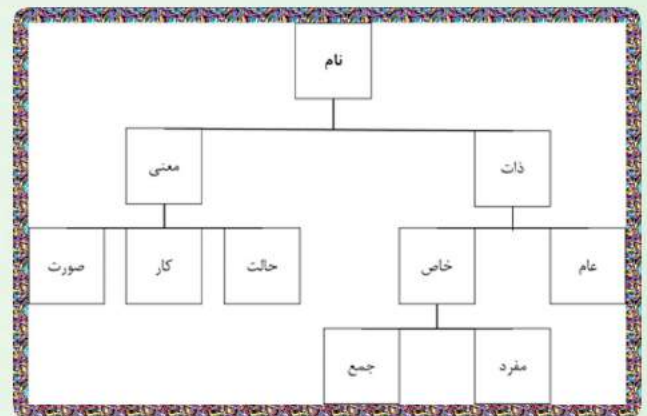 نام
ذات
معنی
عام
خاص
حالت
کار
صورت
مفرد
جمع